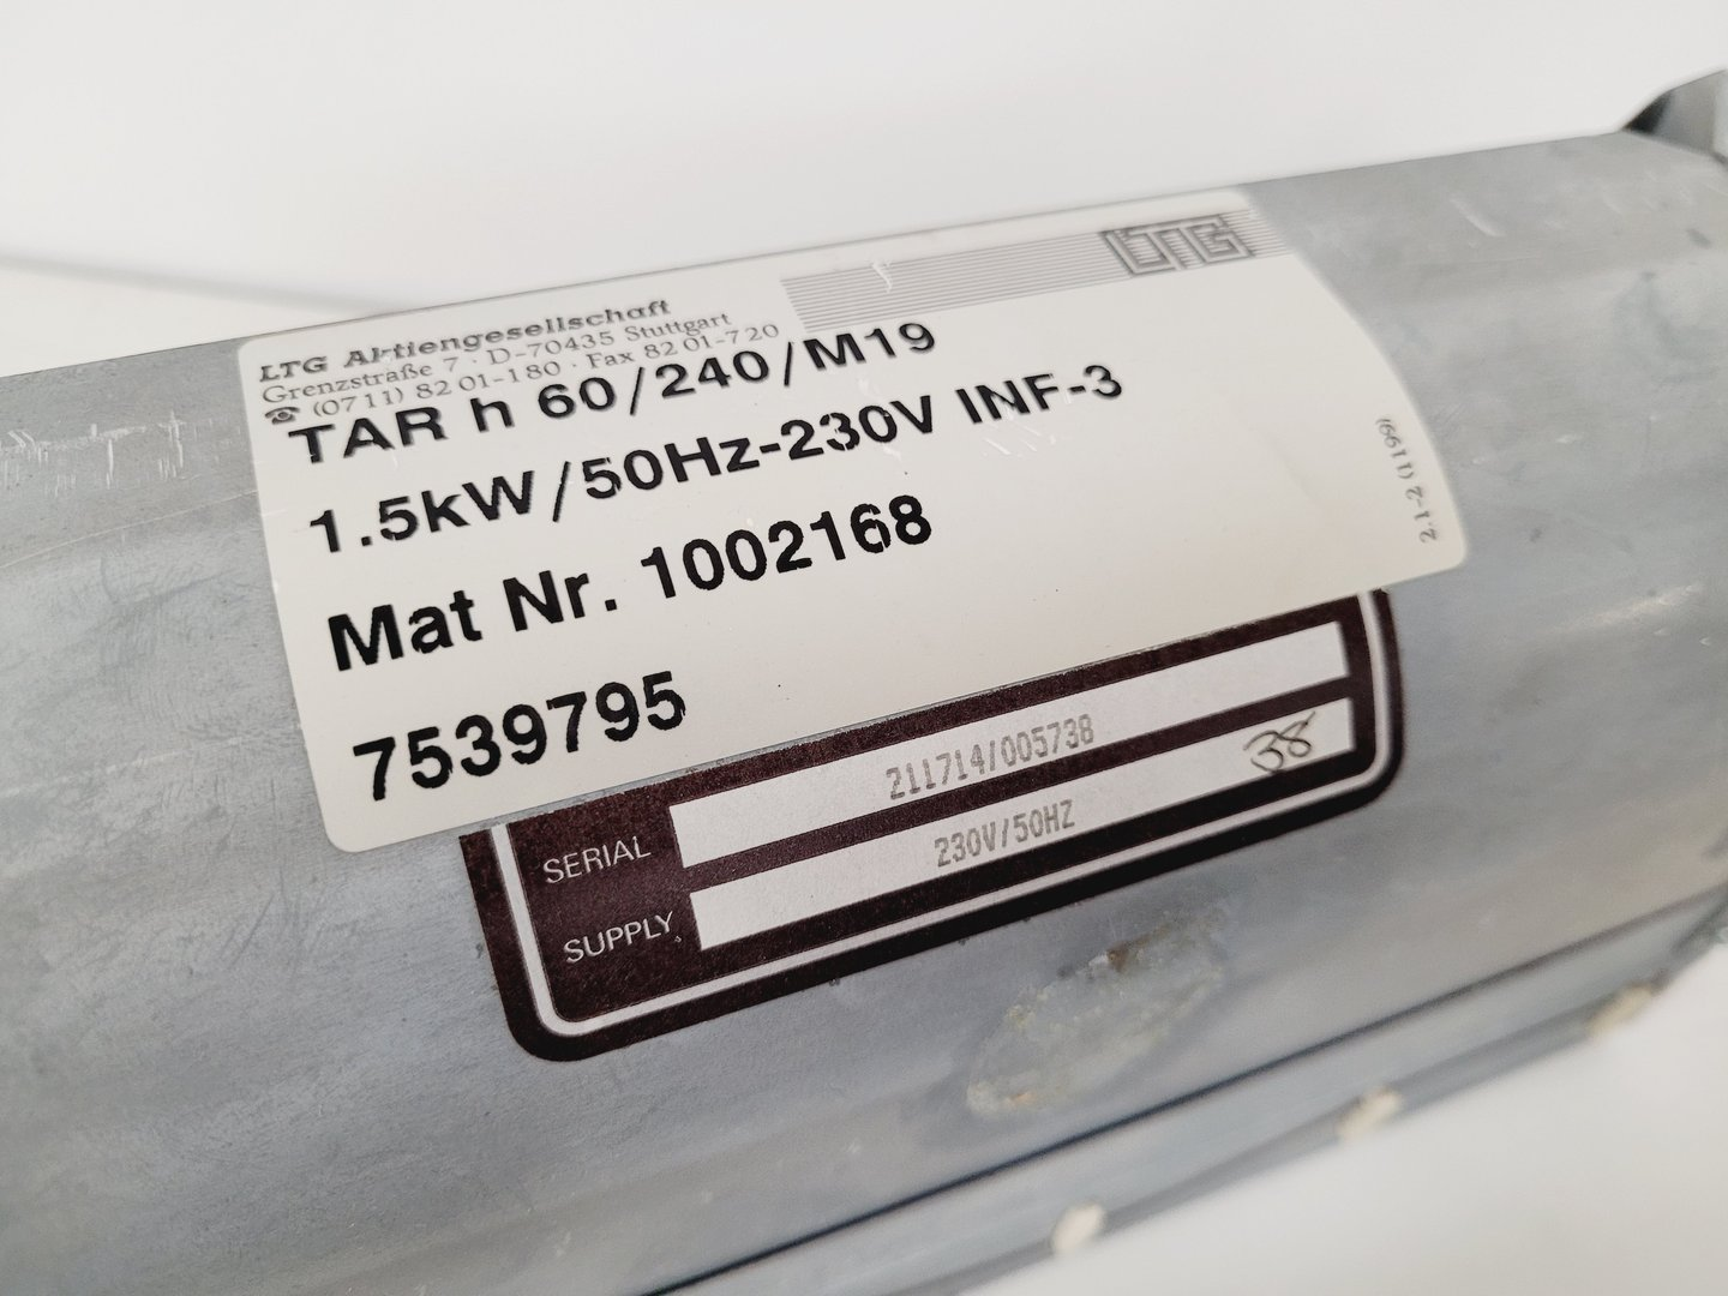 LTG
LTG Aktiengesellschaft
Grenzstraße 7 · D-70435 Stuttgart
☎ (0711) 82 01-180 · Fax 82 01-720
TAR h 60/240/M19
1.5kW/50Hz-230V INF-3
Mat Nr. 1002168
7539795
2.1-2 (1199)
SERIAL 211714/005738
SUPPLY 230V/50HZ 38